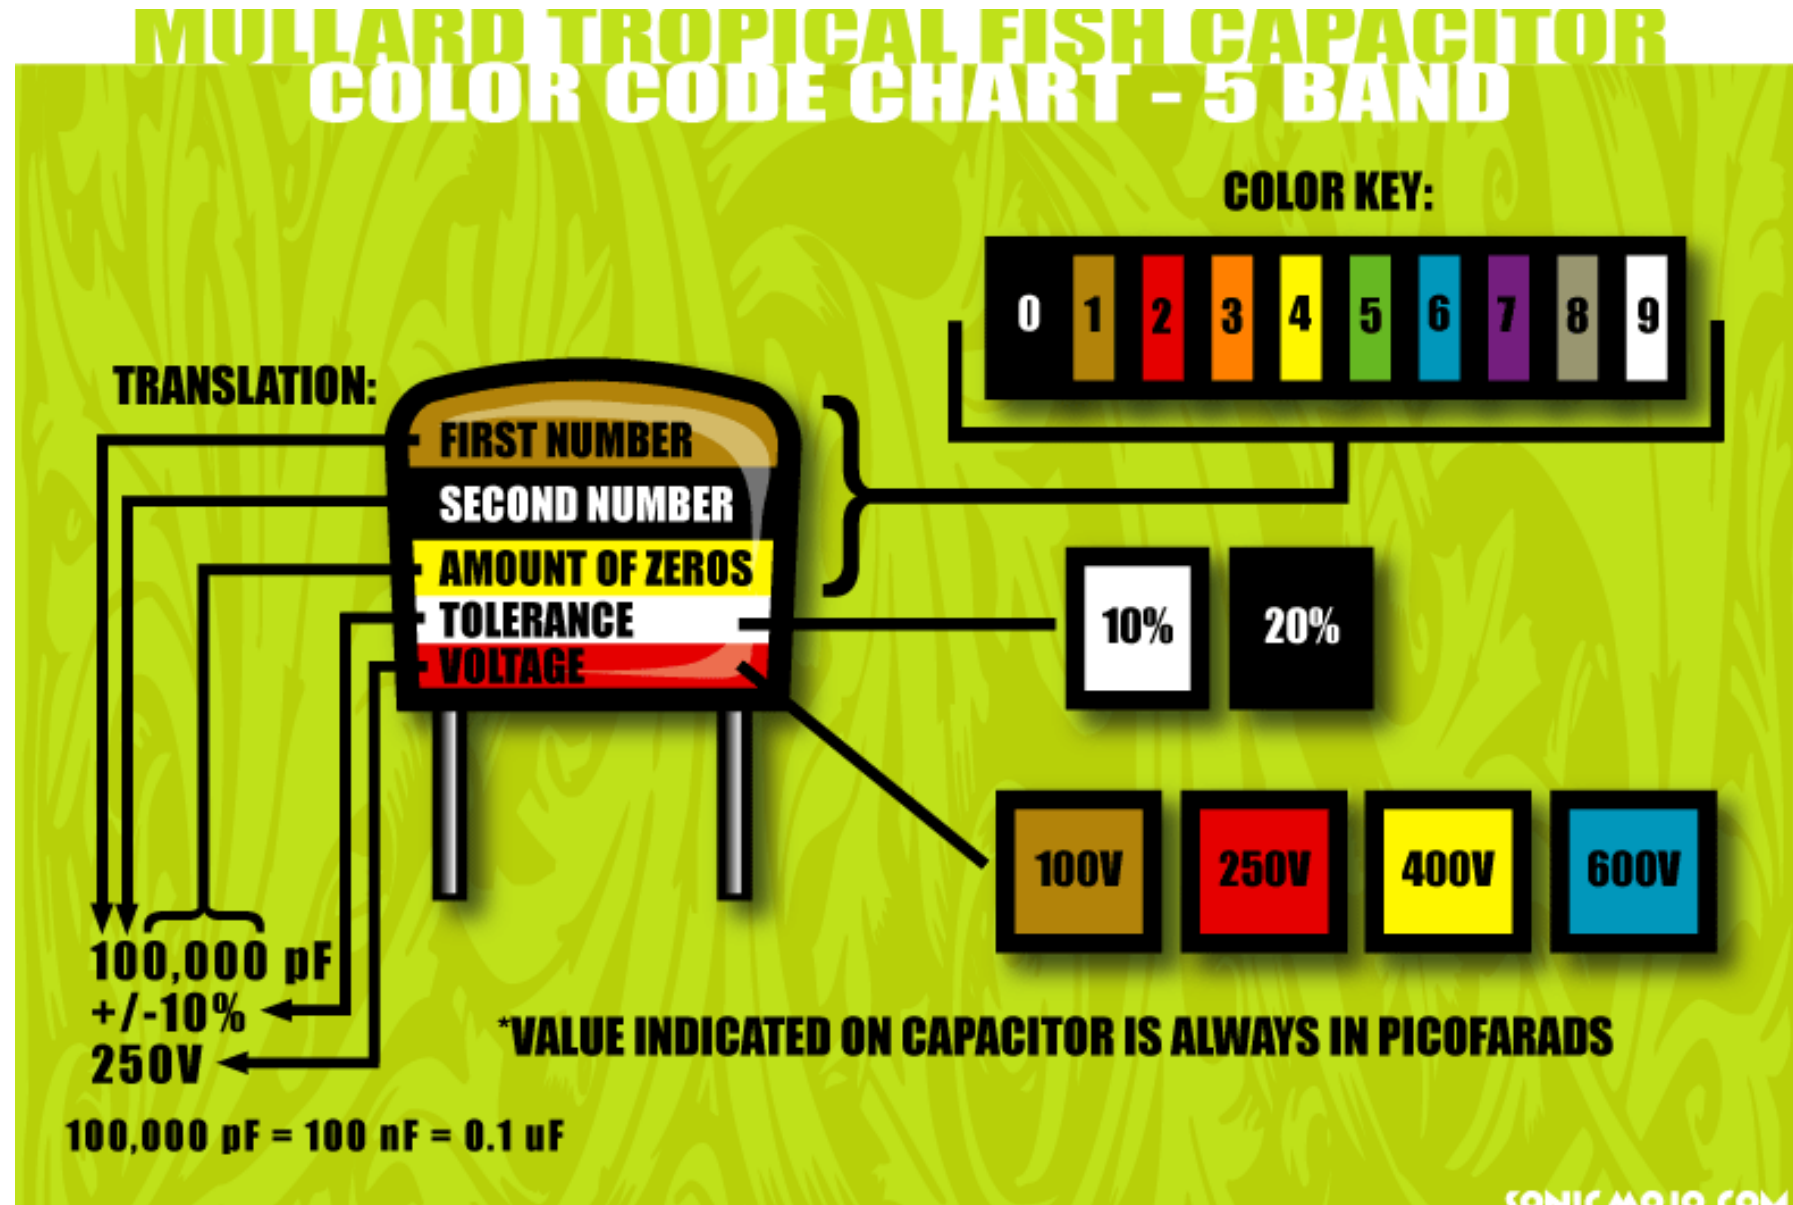 MULLARD TROPICAL FISH CAPACITOR
COLOR CODE CHART - 5 BAND
COLOR KEY:
0 1 2 3 4 5 6 7 8 9
TRANSLATION:
FIRST NUMBER
SECOND NUMBER
AMOUNT OF ZEROS
TOLERANCE
VOLTAGE
10% 20%
100V 250V 400V 600V
100,000 pF
+/-10%
250V
*VALUE INDICATED ON CAPACITOR IS ALWAYS IN PICOFARADS
100,000 pF = 100 nF = 0.1 uF
SONICMOJO.COM